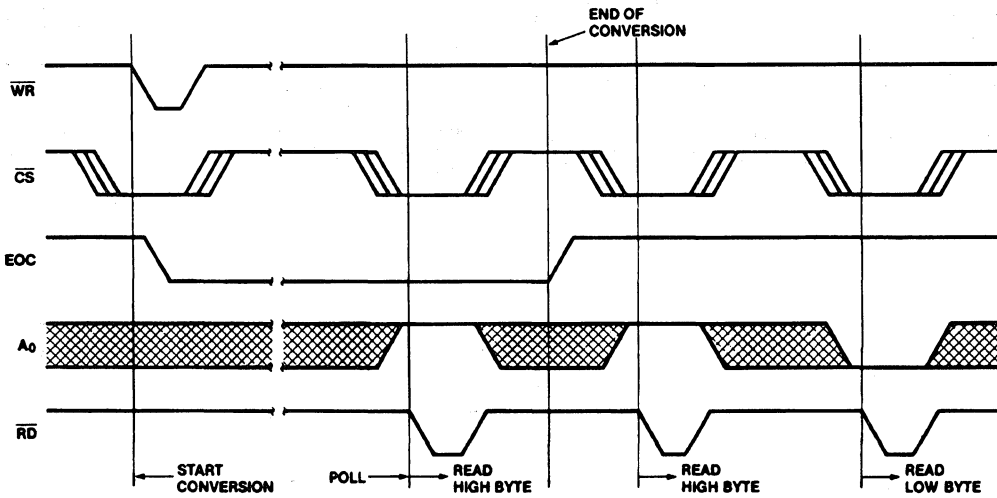 END OF
CONVERSION
WR
CS
EOC
A0
RD
START
CONVERSION
POLL
READ
HIGH BYTE
READ
HIGH BYTE
READ
LOW BYTE